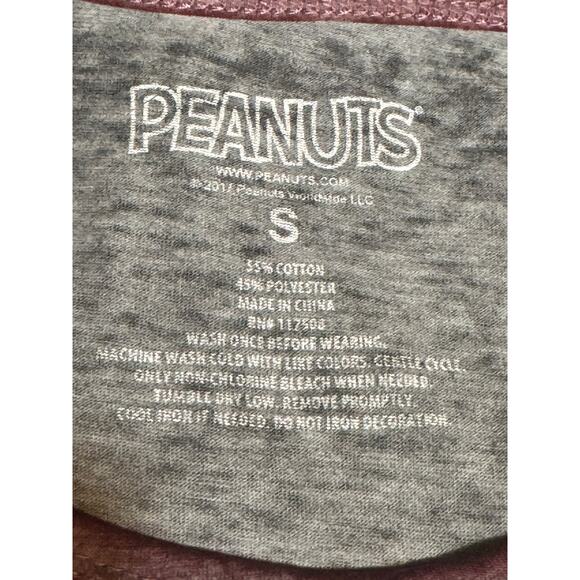 PEANUTS®
WWW.PEANUTS.COM
© 2017 Peanuts Worldwide LLC
S
55% COTTON
45% POLYESTER
MADE IN CHINA
RN# 117508
WASH ONCE BEFORE WEARING.
MACHINE WASH COLD WITH LIKE COLORS. GENTLE CYCLE.
ONLY NON-CHLORINE BLEACH WHEN NEEDED.
TUMBLE DRY LOW. REMOVE PROMPTLY.
COOL IRON IF NEEDED. DO NOT IRON DECORATION.